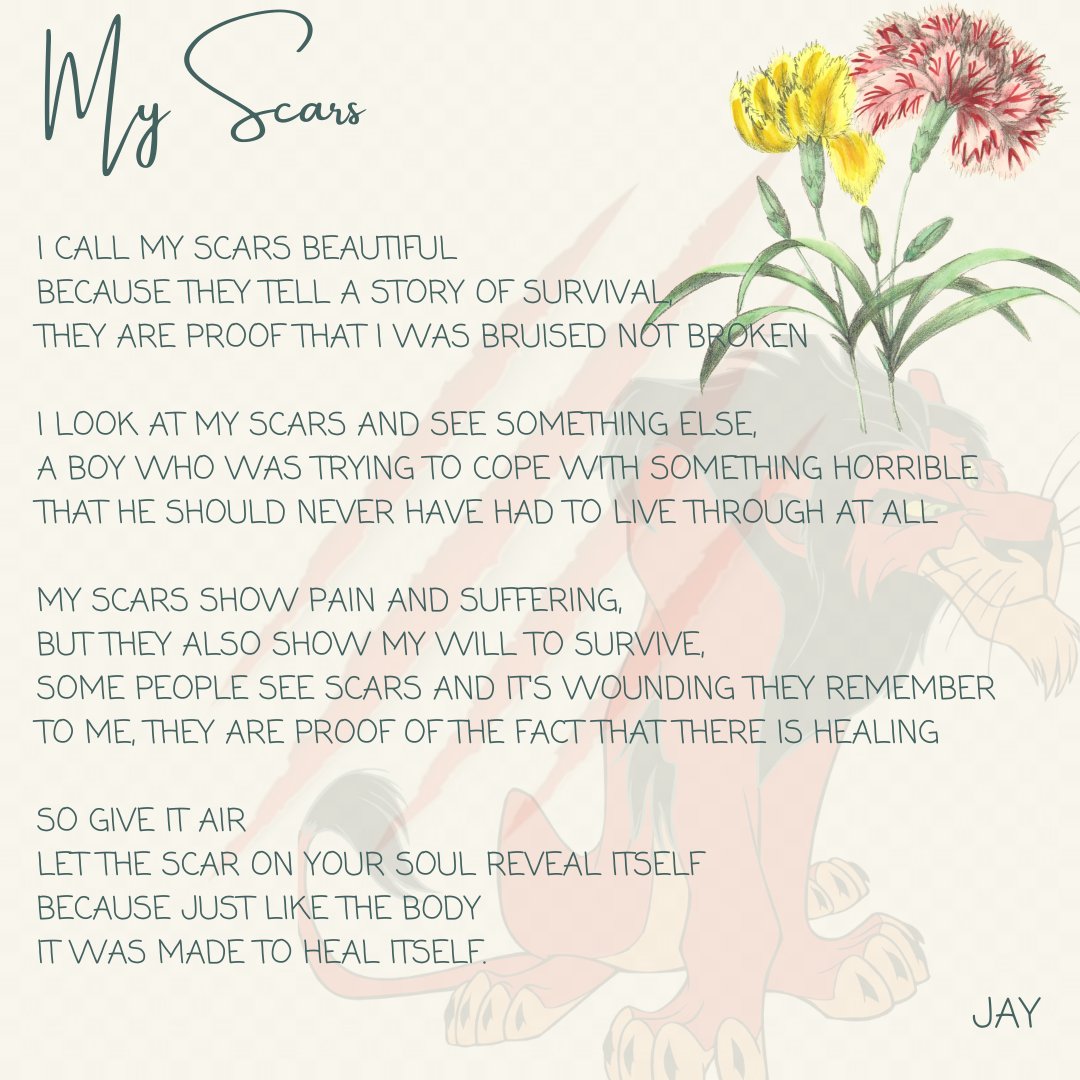 My Scars
I CALL MY SCARS BEAUTIFUL
BECAUSE THEY TELL A STORY OF SURVIVAL,
THEY ARE PROOF THAT I WAS BRUISED NOT BROKEN
I LOOK AT MY SCARS AND SEE SOMETHING ELSE,
A BOY WHO WAS TRYING TO COPE WITH SOMETHING HORRIBLE
THAT HE SHOULD NEVER HAVE HAD TO LIVE THROUGH AT ALL
MY SCARS SHOW PAIN AND SUFFERING,
BUT THEY ALSO SHOW MY WILL TO SURVIVE,
SOME PEOPLE SEE SCARS AND IT'S WOUNDING THEY REMEMBER
TO ME, THEY ARE PROOF OF THE FACT THAT THERE IS HEALING
SO GIVE IT AIR
LET THE SCAR ON YOUR SOUL REVEAL ITSELF
BECAUSE JUST LIKE THE BODY
IT WAS MADE TO HEAL ITSELF.
JAY